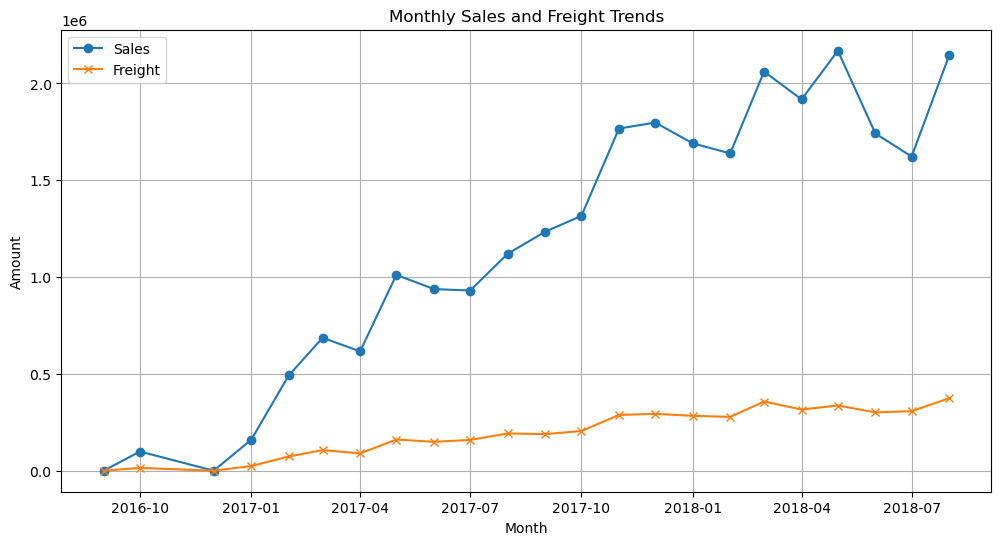 Monthly Sales and Freight Trends
1e6
Sales
Freight
2.0
1.5
1.0
0.5
0.0
Amount
2016-10 2017-01 2017-04 2017-07 2017-10 2018-01 2018-04 2018-07
Month